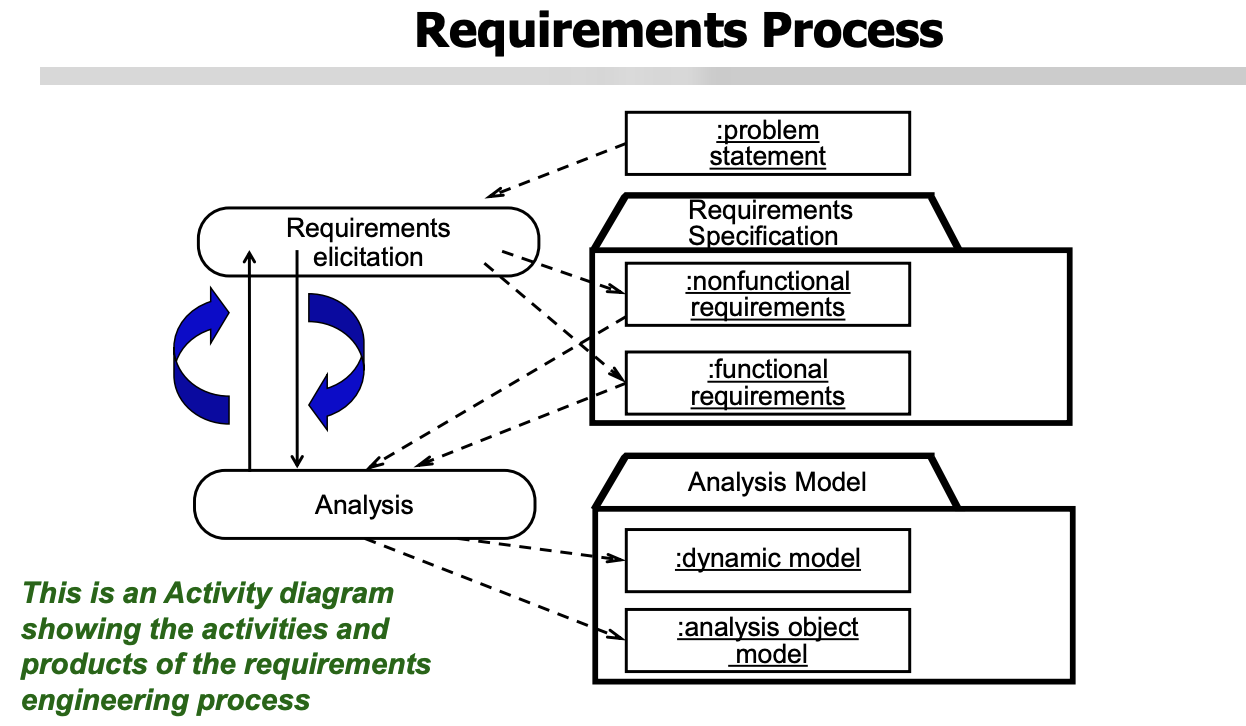 Requirements Process
:problem
statement
Requirements
Specification
Requirements
elicitation
:nonfunctional
requirements
:functional
requirements
Analysis Model
Analysis
:dynamic model
This is an Activity diagram
showing the activities and
products of the requirements
engineering process
:analysis object
model